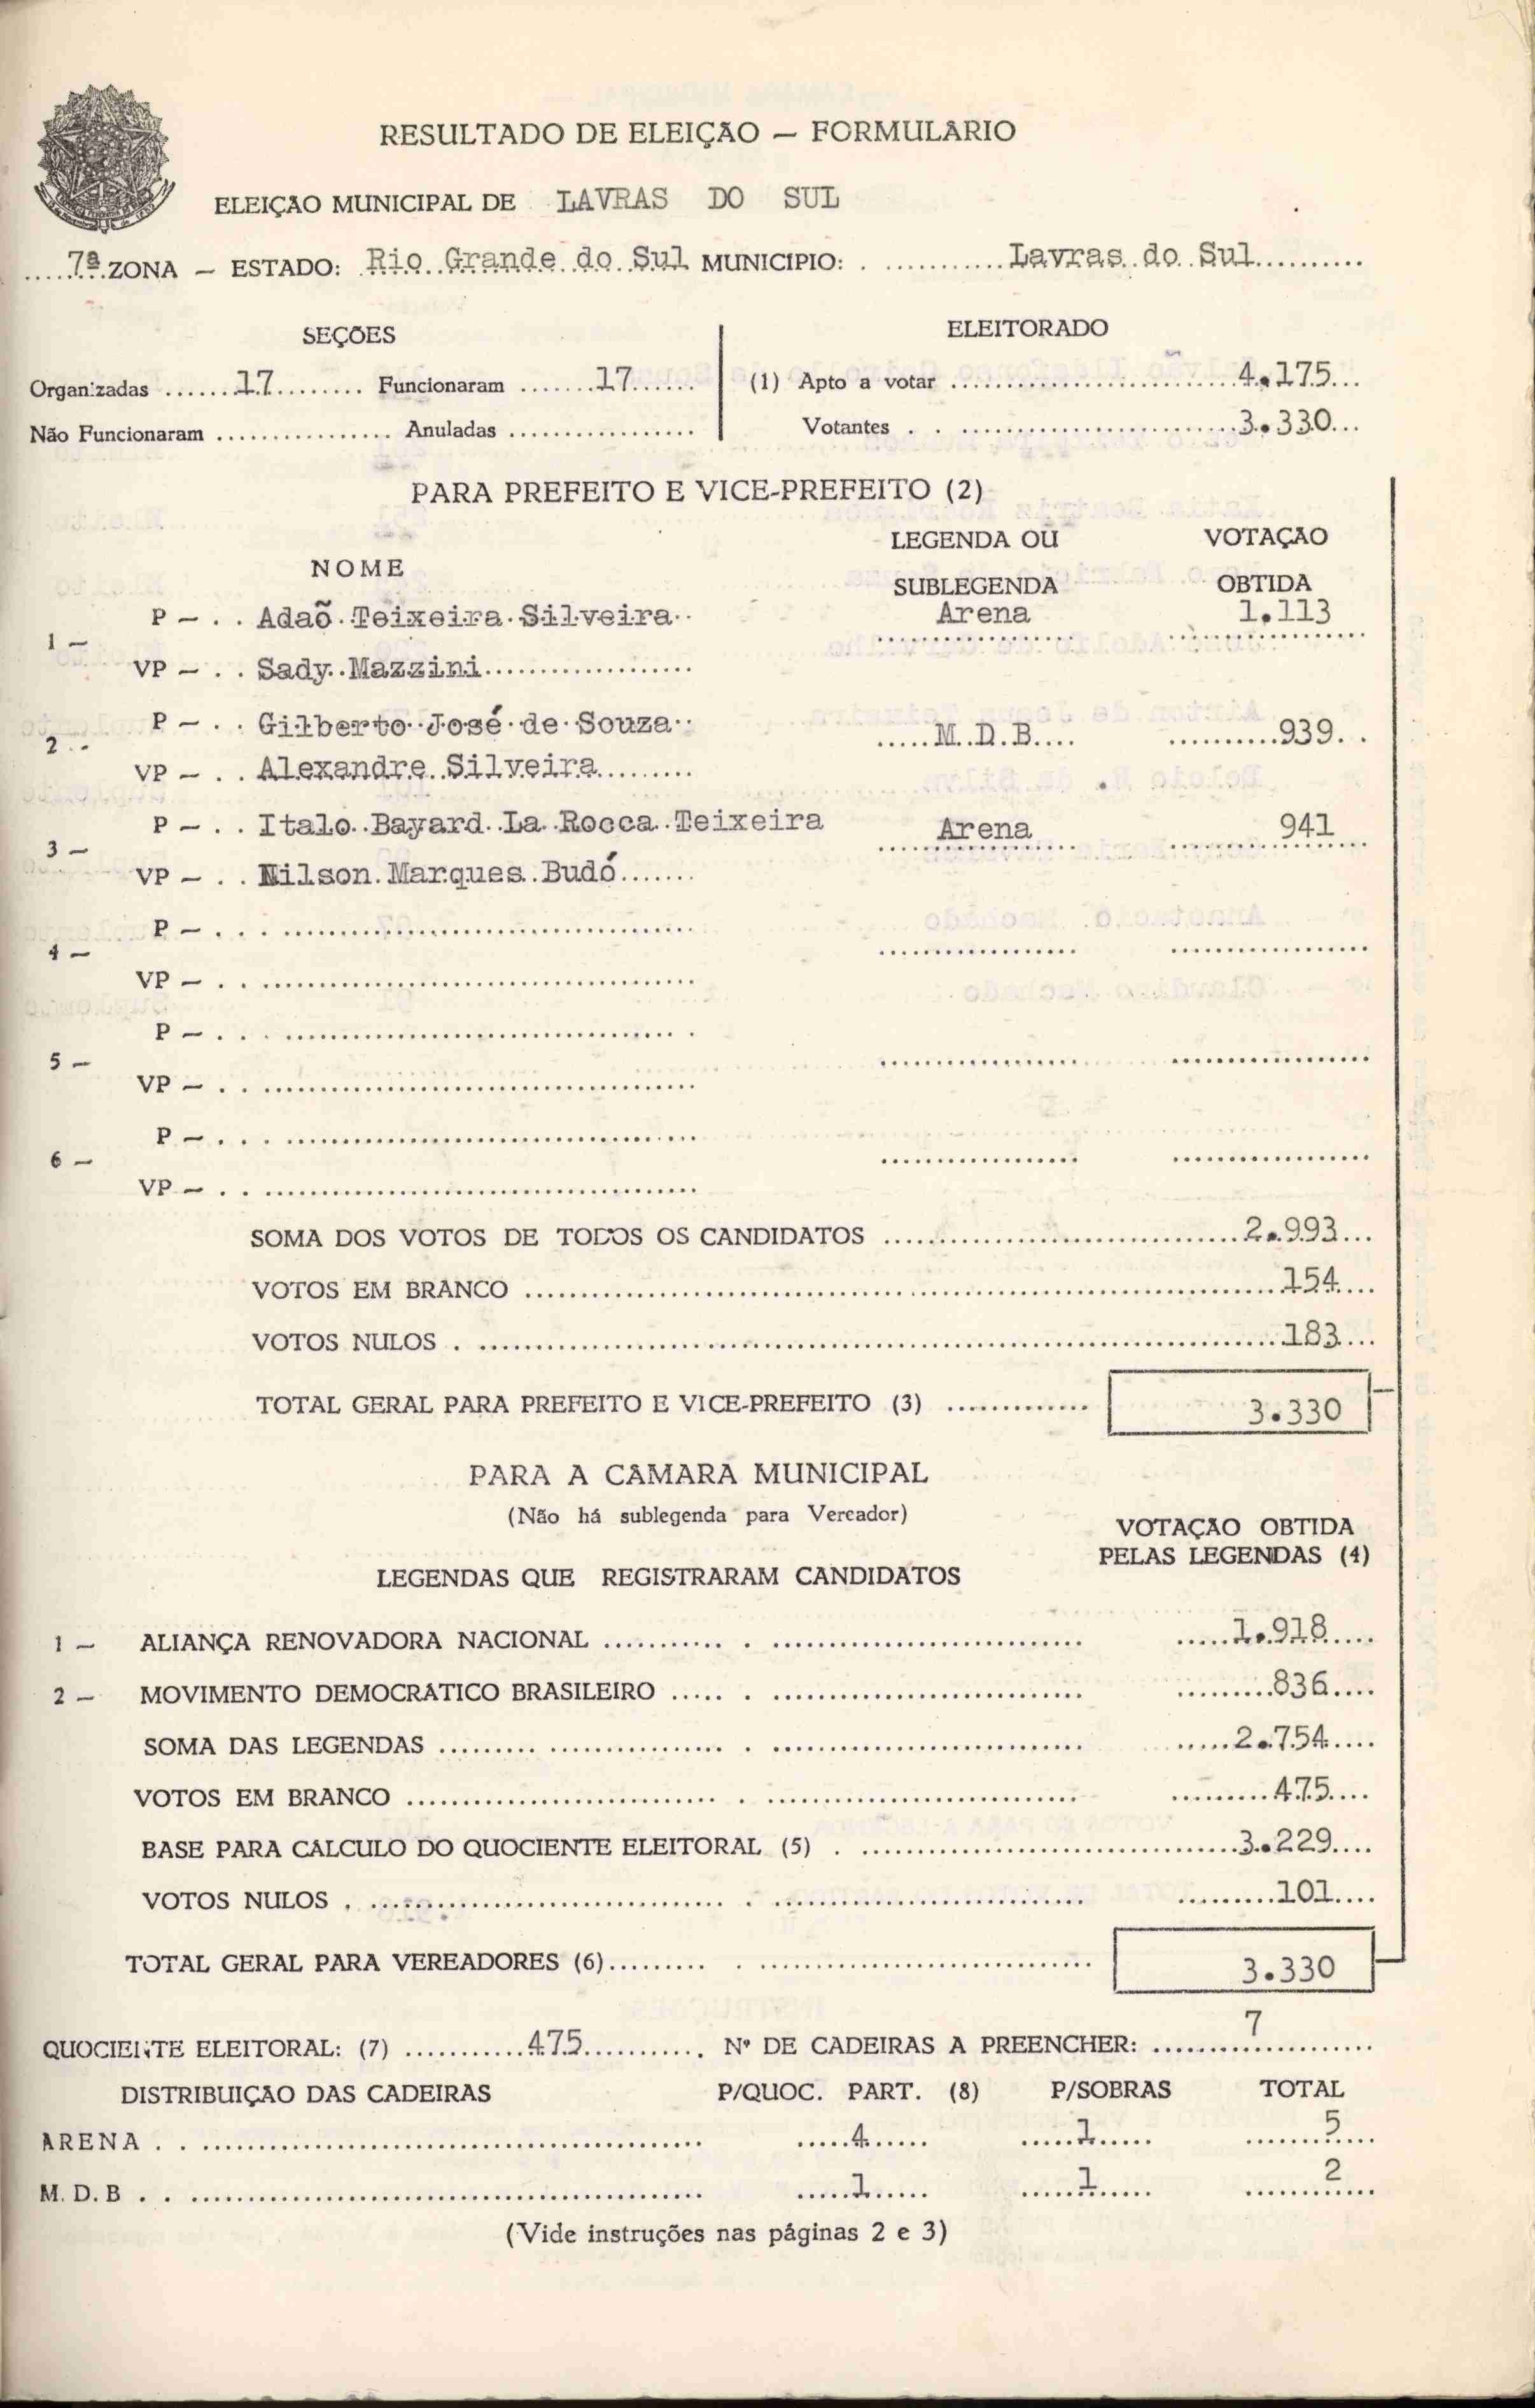 RESULTADO DE ELEIÇÃO — FORMULARIO
ELEIÇÃO MUNICIPAL DE LAVRAS DO SUL
.....7ª.ZONA — ESTADO: Rio Grande do Sul MUNICIPIO: ............ Lavras do Sul..........
SEÇÕES
ELEITORADO
Organizadas .......17......... Funcionaram ........17.......
(1) Apto a votar ..........................4.175...
Não Funcionaram ................ Anuladas .................
Votantes . . .........................3.330...
PARA PREFEITO E VICE-PREFEITO (2)
NOME
LEGENDA OU SUBLEGENDA
VOTAÇÃO OBTIDA
1 — P — . . Adaõ Teixeira Silveira Arena 1.113
VP — . . Sady Mazzini...................
2 - P — . . Gilberto José de Souza .....M.D.B.... ..........939. .
VP — . . Alexandre Silveira.........
3 — P — . . Italo Bayard La Rocca Teixeira Arena 941
VP — . . Nilson Marques Budó.......
4 — P — . . . ....................................
VP — . . .......................................
5 — P — . . . ....................................
VP — . . .......................................
6 — P — . . . ....................................
VP — . . .......................................
SOMA DOS VOTOS DE TODOS OS CANDIDATOS ................................2.993...
VOTOS EM BRANCO ....................................................................154....
VOTOS NULOS . ........................................................................183....
TOTAL GERAL PARA PREFEITO E VICE-PREFEITO (3) ............. 3.330
PARA A CAMARA MUNICIPAL
(Não há sublegenda para Vereador)
VOTAÇÃO OBTIDA
PELAS LEGENDAS (4)
LEGENDAS QUE REGISTRARAM CANDIDATOS
1 — ALIANÇA RENOVADORA NACIONAL ........... . ............................ .....1.918.....
2 — MOVIMENTO DEMOCRATICO BRASILEIRO ..... . ............................ .........836....
SOMA DAS LEGENDAS ......... ................ . ............................ .....2.754....
VOTOS EM BRANCO ............................ . ............................ .........475....
BASE PARA CALCULO DO QUOCIENTE ELEITORAL (5) . ..................................3.229....
VOTOS NULOS . ................................ . ............................ .........101....
TOTAL GERAL PARA VEREADORES (6)......... . .............................. 3.330
QUOCIENTE ELEITORAL: (7) ...........475........... Nº DE CADEIRAS A PREENCHER: .........7...........
DISTRIBUIÇÃO DAS CADEIRAS P/QUOC. PART. (8) P/SOBRAS TOTAL
ARENA . . ............................................. .....4...... .....1...... ........5....
M. D. B . . .............................................. .....1...... .....1...... ........2....
(Vide instruções nas páginas 2 e 3)